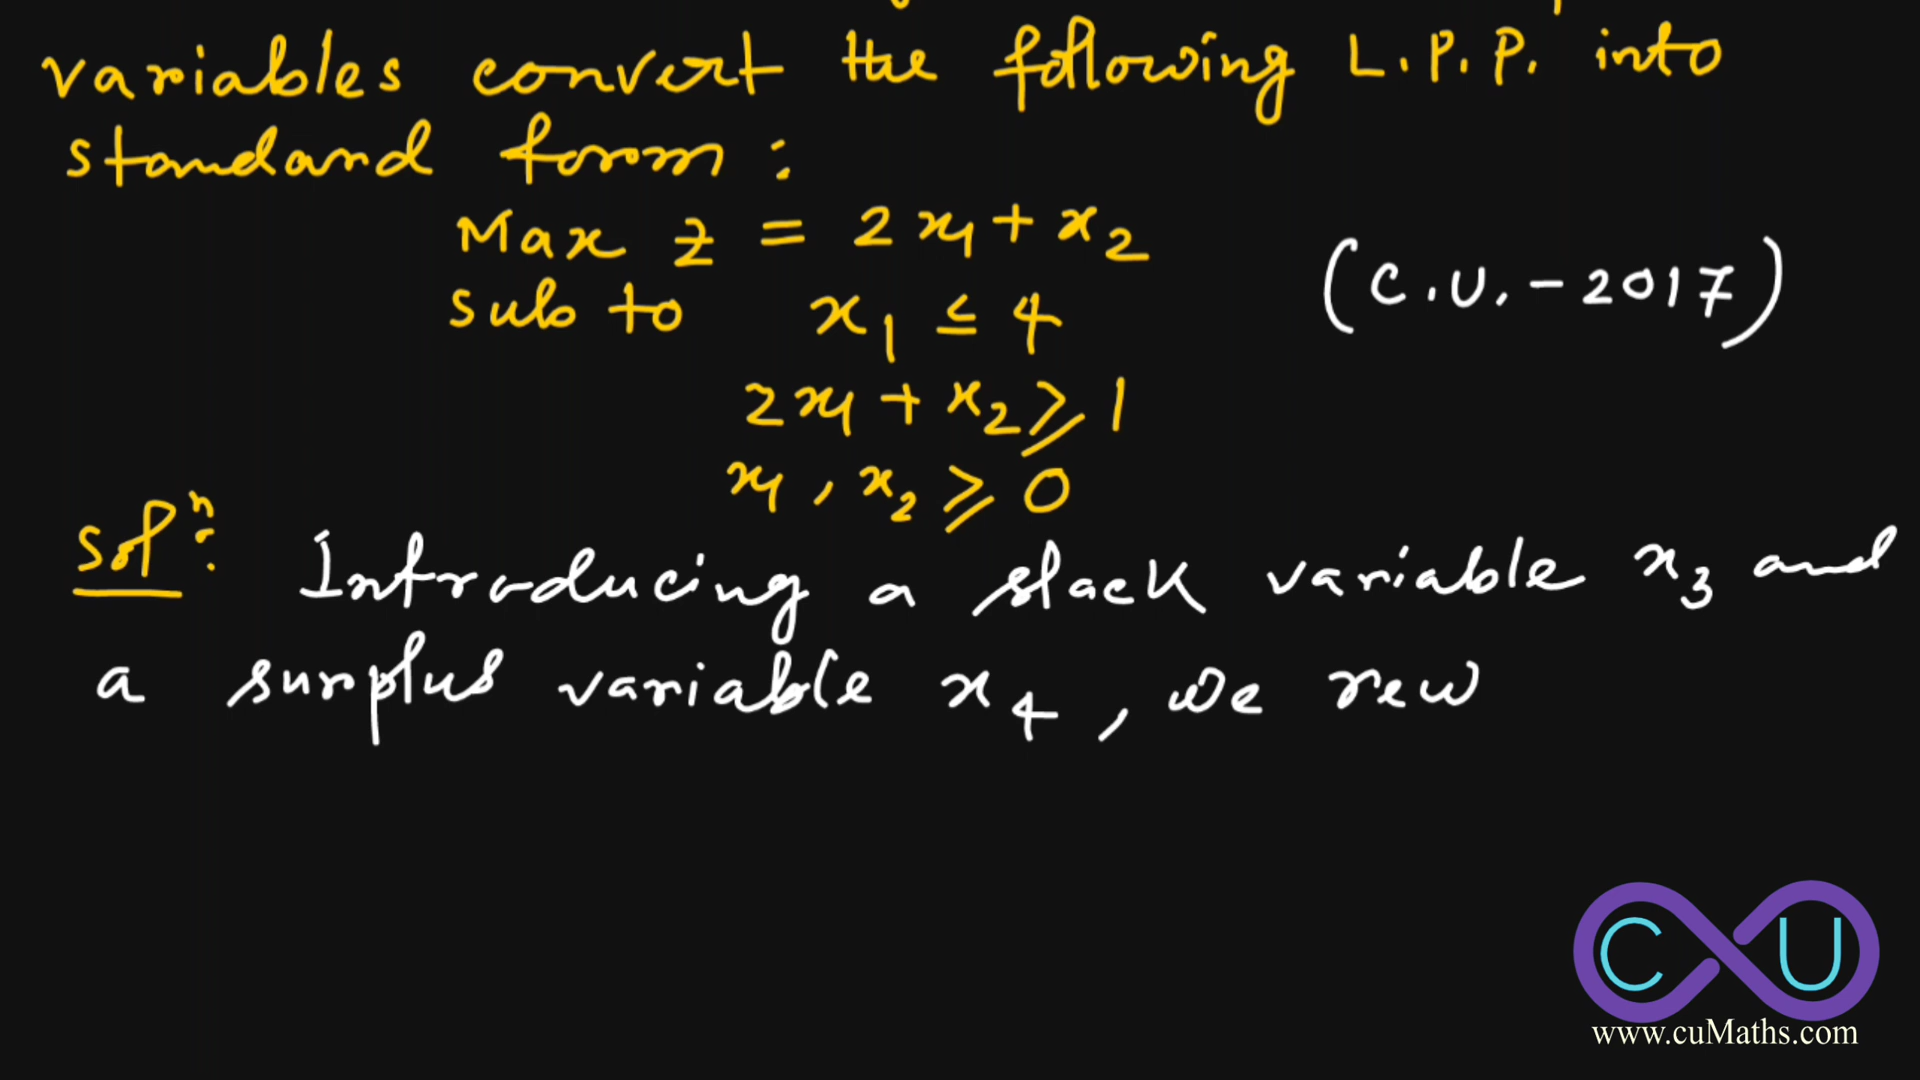 variables convert the following L.P.P. into
standard form :
Max z = 2x₁ + x₂
(C.U. - 2017)
sub to x₁ ≤ 4
2x₁ + x₂ ≥ 1
x₁ , x₂ ≥ 0
Solⁿ: Introducing a slack variable x₃ and
a surplus variable x₄, we rew
CU
www.cuMaths.com